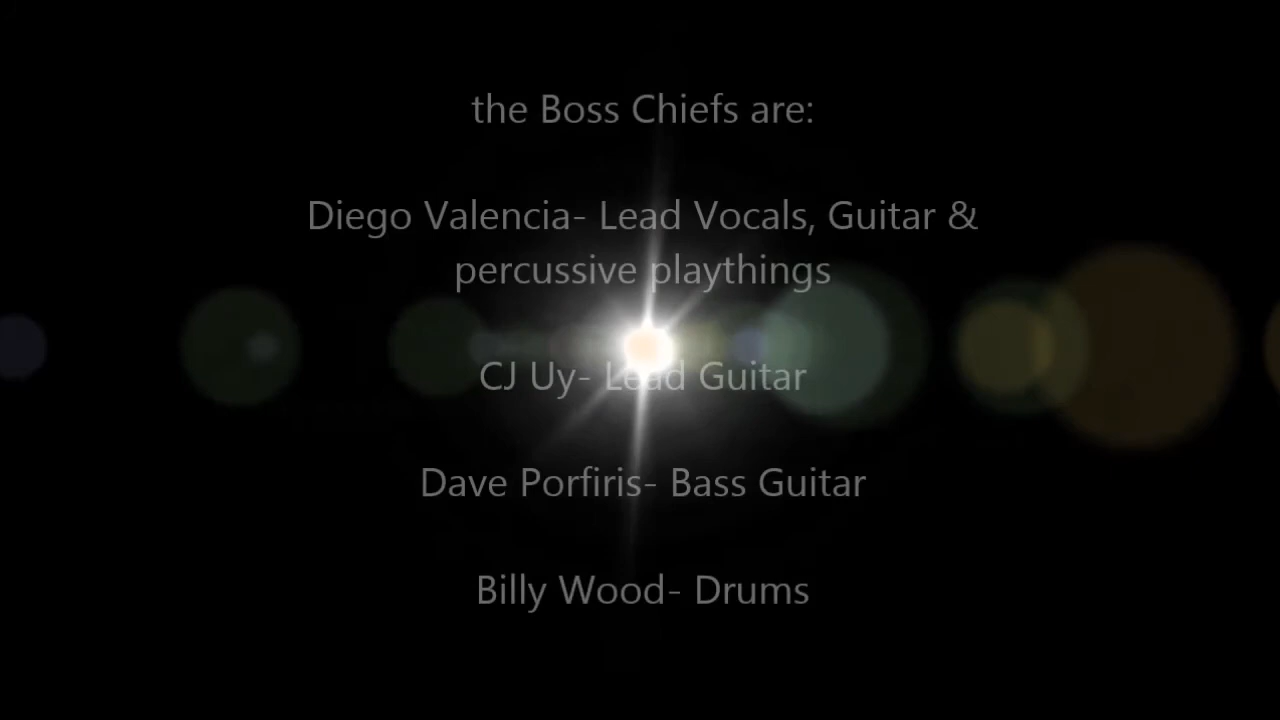 the Boss Chiefs are:
Diego Valencia- Lead Vocals, Guitar &
percussive playthings
CJ Uy- Lead Guitar
Dave Porfiris- Bass Guitar
Billy Wood- Drums